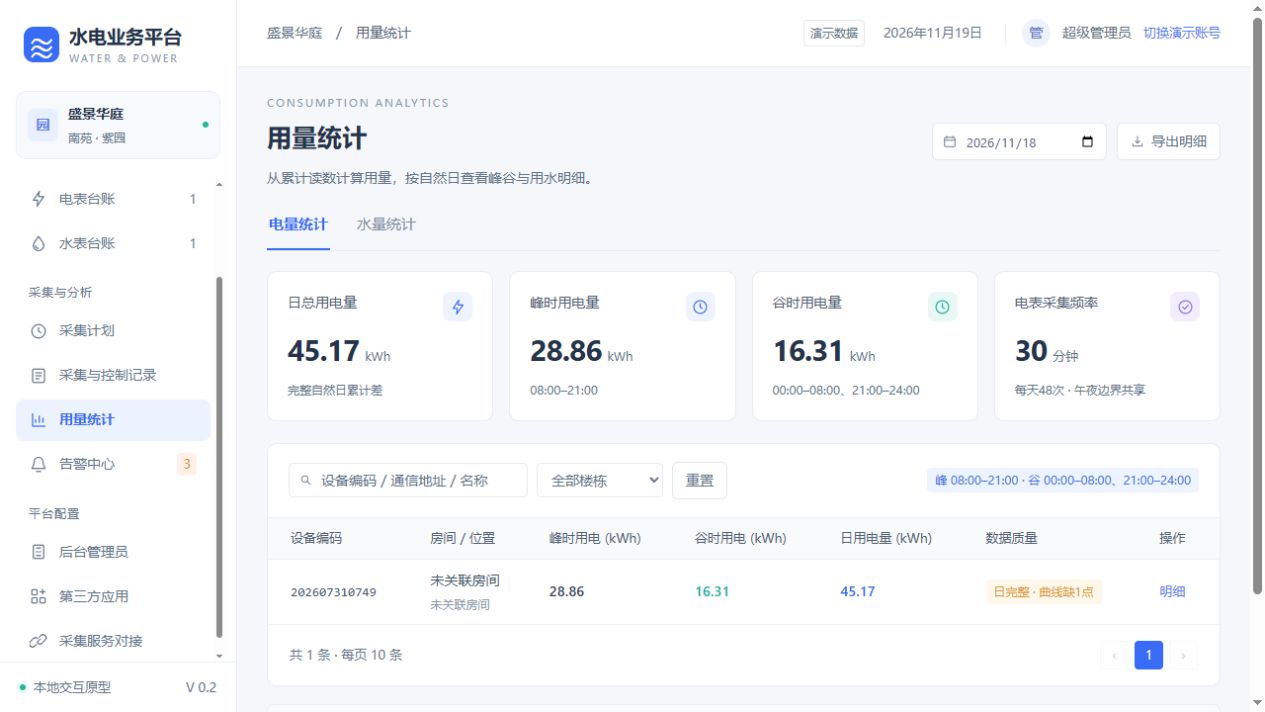 水电业务平台
WATER & POWER
园
盛景华庭
南苑 · 紫园
电表台账 1
水表台账 1
采集与分析
采集计划
采集与控制记录
用量统计
告警中心 3
平台配置
后台管理员
第三方应用
采集服务对接
本地交互原型 V 0.2
盛景华庭 / 用量统计
演示数据 2026年11月19日 管 超级管理员 切换演示账号
CONSUMPTION ANALYTICS
用量统计
从累计读数计算用量，按自然日查看峰谷与用水明细。
2026/11/18 导出明细
电量统计 水量统计
日总用电量
45.17 kWh
完整自然日累计差
峰时用电量
28.86 kWh
08:00–21:00
谷时用电量
16.31 kWh
00:00–08:00、21:00–24:00
电表采集频率
30 分钟
每天48次 · 午夜边界共享
设备编码 / 通信地址 / 名称 全部楼栋 重置 峰 08:00–21:00 · 谷 00:00–08:00、21:00–24:00
设备编码 房间 / 位置 峰时用电 (kWh) 谷时用电 (kWh) 日用电量 (kWh) 数据质量 操作
202607310749 未关联房间 28.86 16.31 45.17 日完整 · 曲线缺1点 明细
未关联房间
共 1 条 · 每页 10 条 ‹ 1 ›